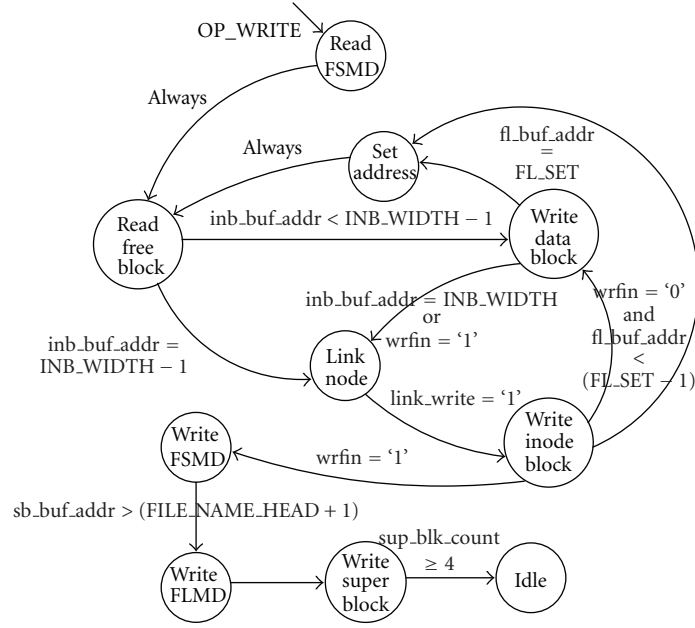 OP_WRITE
Read
FSMD
Always
fl_buf_addr
=
FL_SET
Always
Set
address
Read
free
block
inb_buf_addr < INB_WIDTH − 1
Write
data
block
inb_buf_addr = INB_WIDTH
or
wrfin = ‘1’
wrfin = ‘0’
and
fl_buf_addr
<
(FL_SET − 1)
inb_buf_addr =
INB_WIDTH − 1
Link
node
link_write = ‘1’
Write
inode
block
Write
FSMD
wrfin = ‘1’
sb_buf_addr > (FILE_NAME_HEAD + 1)
sup_blk_count
≥ 4
Write
FLMD
Write
super
block
Idle